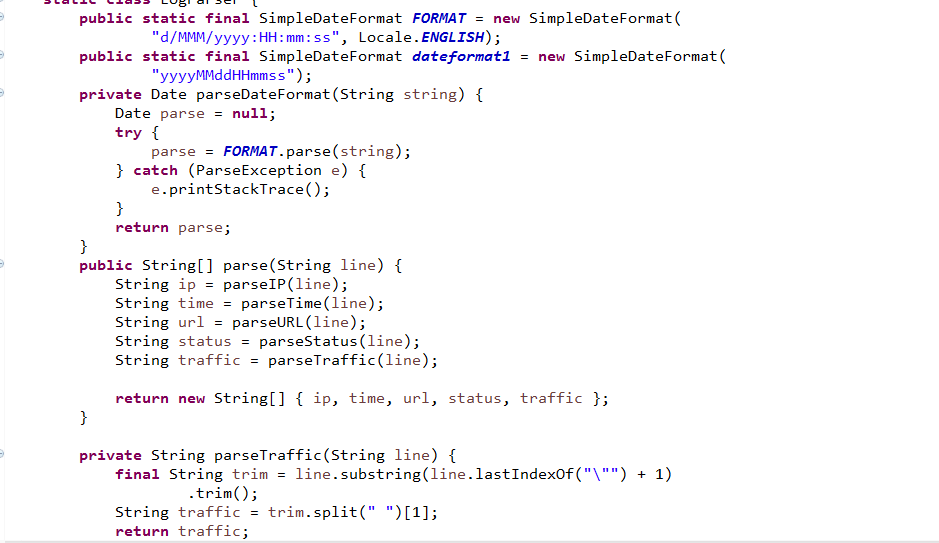 static class LogParser {
public static final SimpleDateFormat FORMAT = new SimpleDateFormat(
"d/MMM/yyyy:HH:mm:ss", Locale.ENGLISH);
public static final SimpleDateFormat dateformat1 = new SimpleDateFormat(
"yyyyMMddHHmmss");
private Date parseDateFormat(String string) {
Date parse = null;
try {
parse = FORMAT.parse(string);
} catch (ParseException e) {
e.printStackTrace();
}
return parse;
}
public String[] parse(String line) {
String ip = parseIP(line);
String time = parseTime(line);
String url = parseURL(line);
String status = parseStatus(line);
String traffic = parseTraffic(line);
return new String[] { ip, time, url, status, traffic };
}
private String parseTraffic(String line) {
final String trim = line.substring(line.lastIndexOf("\"") + 1)
.trim();
String traffic = trim.split(" ")[1];
return traffic;